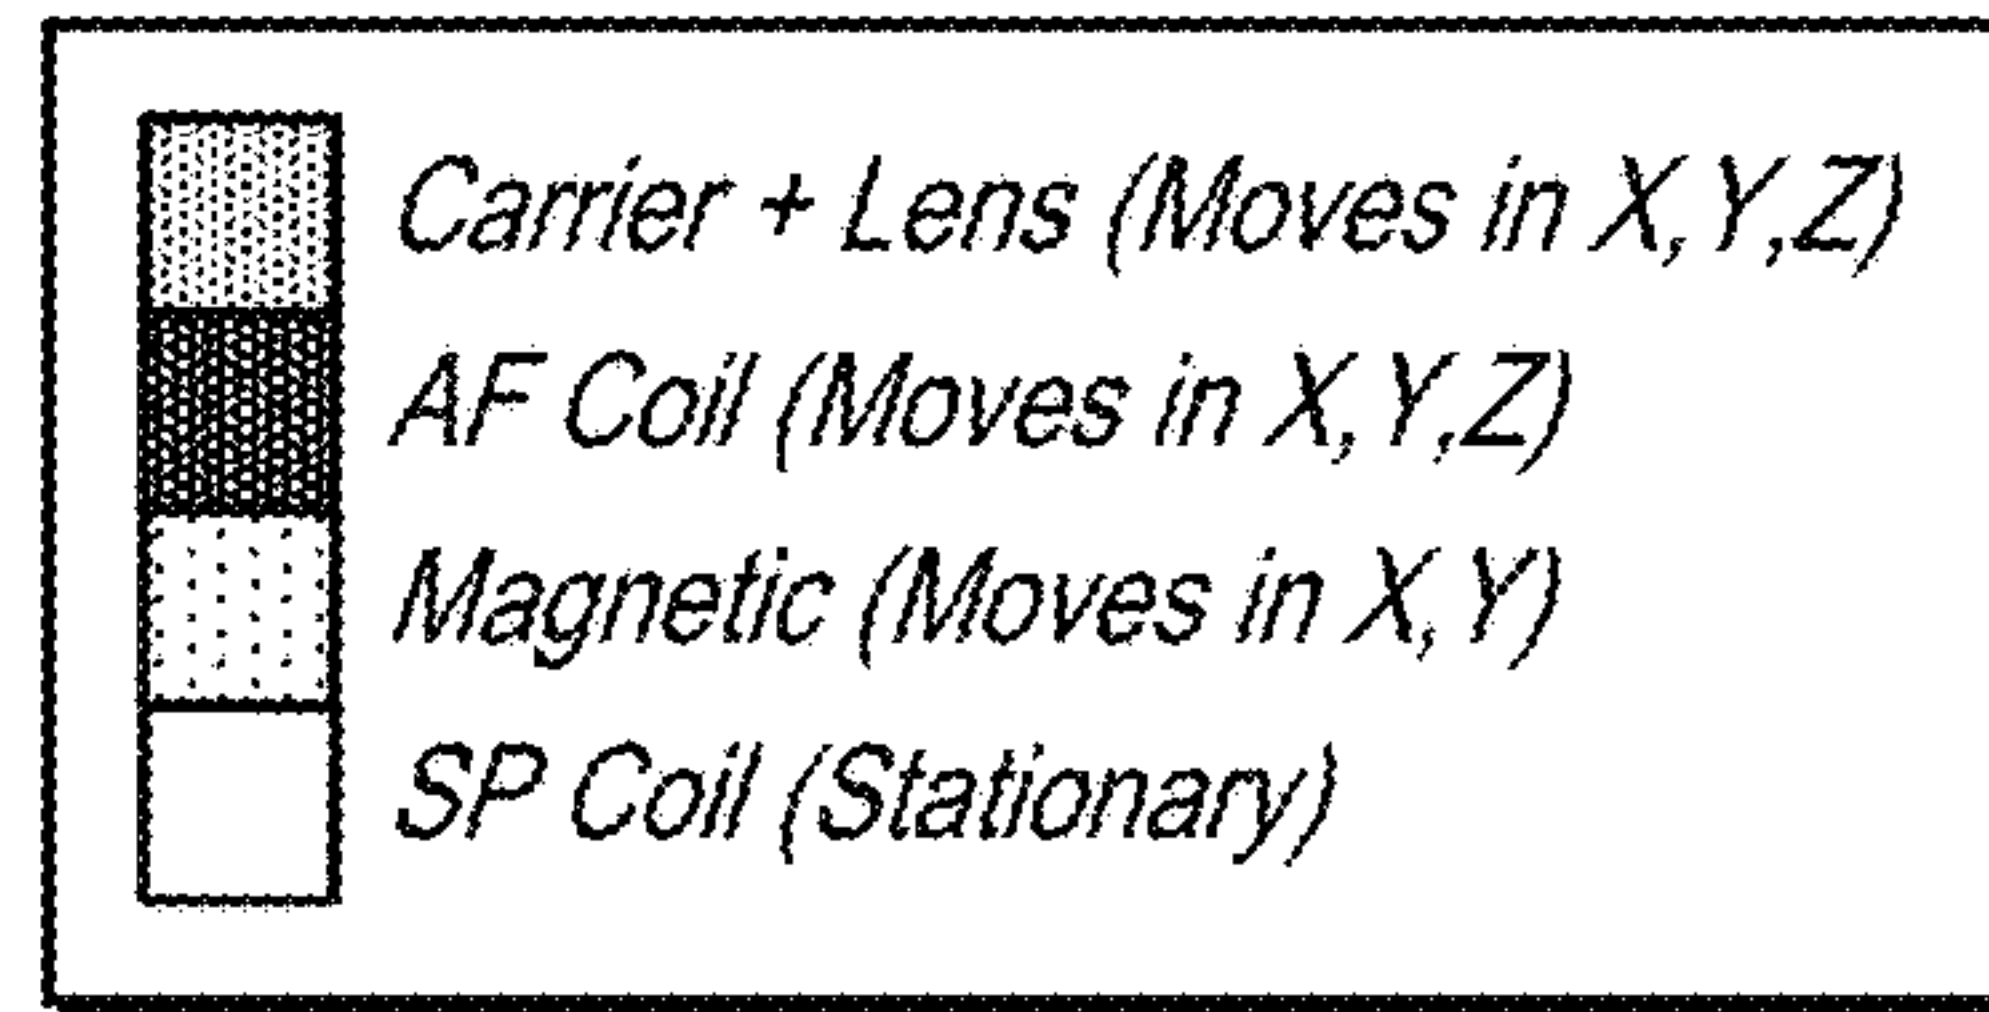 Carrier + Lens (Moves in X,Y,Z)
AF Coil (Moves in X,Y,Z)
Magnetic (Moves in X,Y)
SP Coil (Stationary)